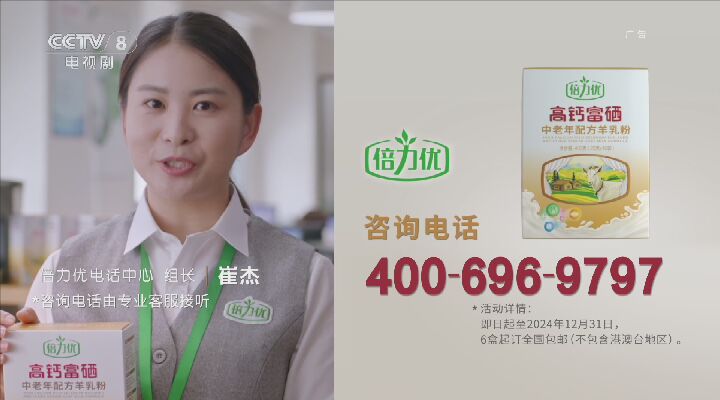 CCTV 8
电视剧
倍力优电话中心 组长 崔杰
*咨询电话由专业客服接听
倍力优
倍力优
高钙富硒
中老年配方羊乳粉
广告
倍力优
高钙富硒
中老年配方羊乳粉
倍力优
咨询电话
400-696-9797
*活动详情：
即日起至2024年12月31日，
6盒起订全国包邮（不包含港澳台地区）。